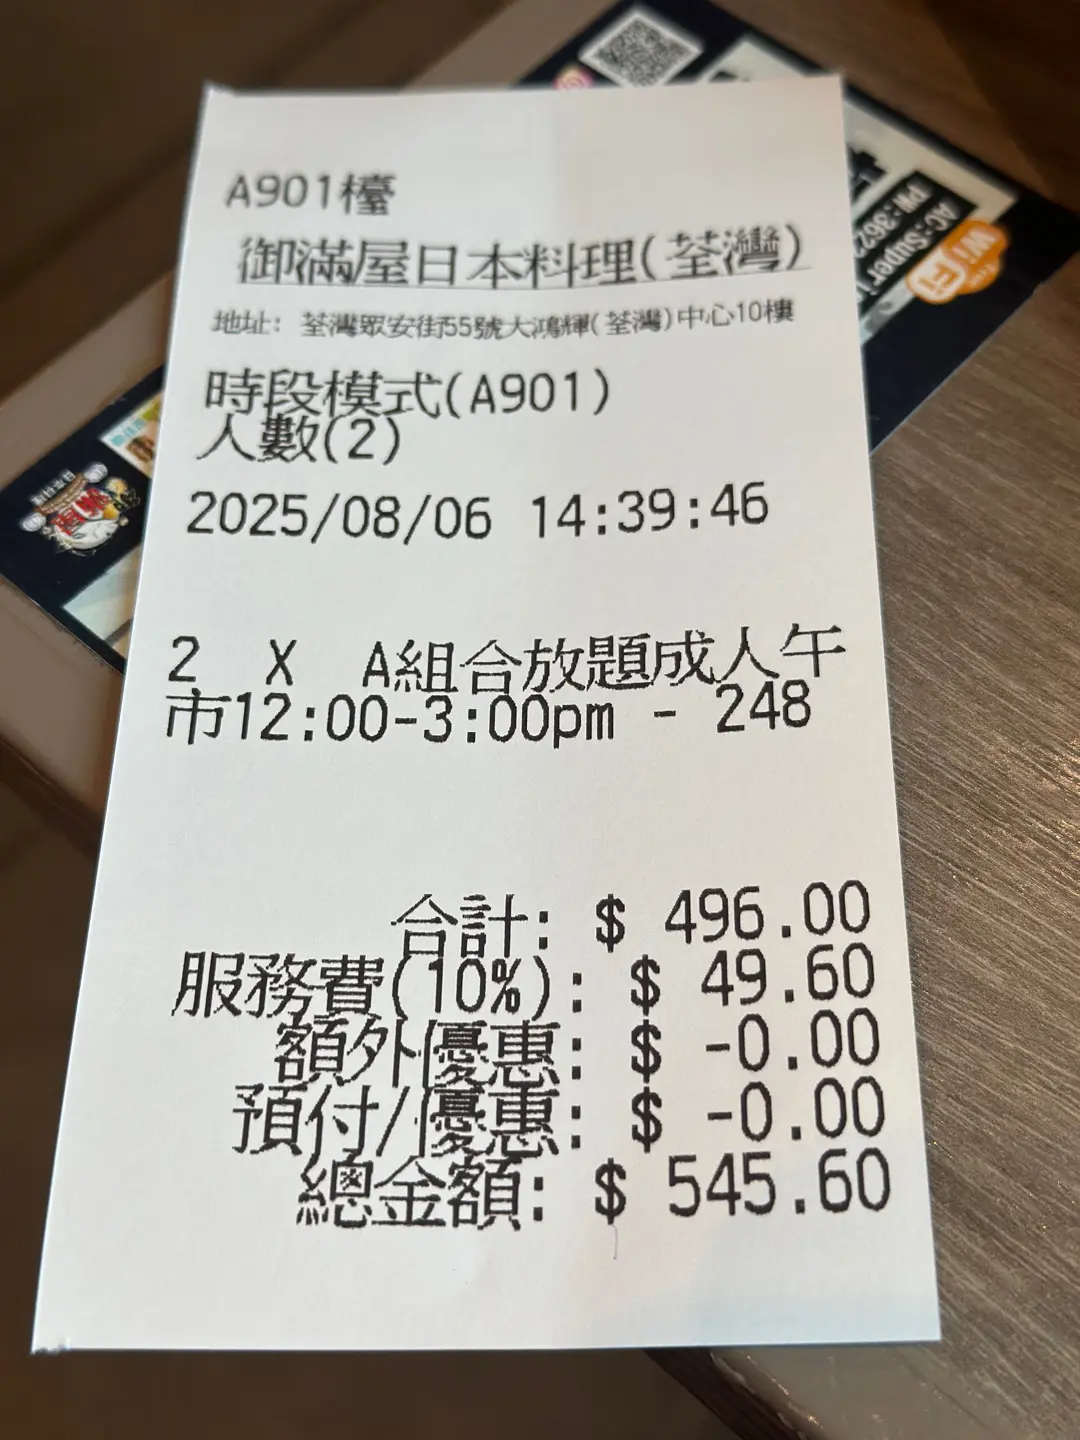 A901檯
御滿屋日本料理(荃灣)
地址: 荃灣眾安街55號大鴻輝(荃灣)中心10樓
時段模式(A901)
人數(2)
2025/08/06 14:39:46
2 X A組合放題成人午
市12:00-3:00pm - 248
合計: $ 496.00
服務費(10%): $ 49.60
額外優惠: $ -0.00
預付/優惠: $ -0.00
總金額: $ 545.60
WiFi